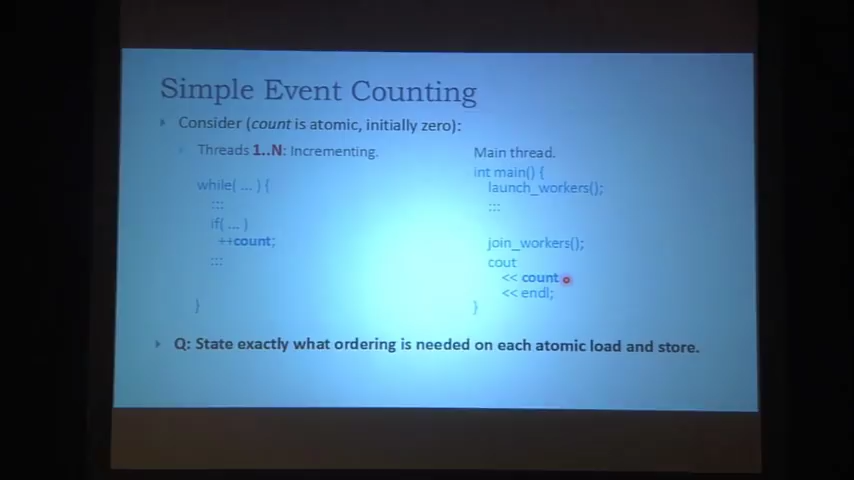 Simple Event Counting
Consider (count is atomic, initially zero):
Threads 1..N: Incrementing.
while( ... ) {
:::
if( ... )
++count;
:::
}
Main thread.
int main() {
launch_workers();
:::
join_workers();
cout
<< count
<< endl;
}
Q: State exactly what ordering is needed on each atomic load and store.